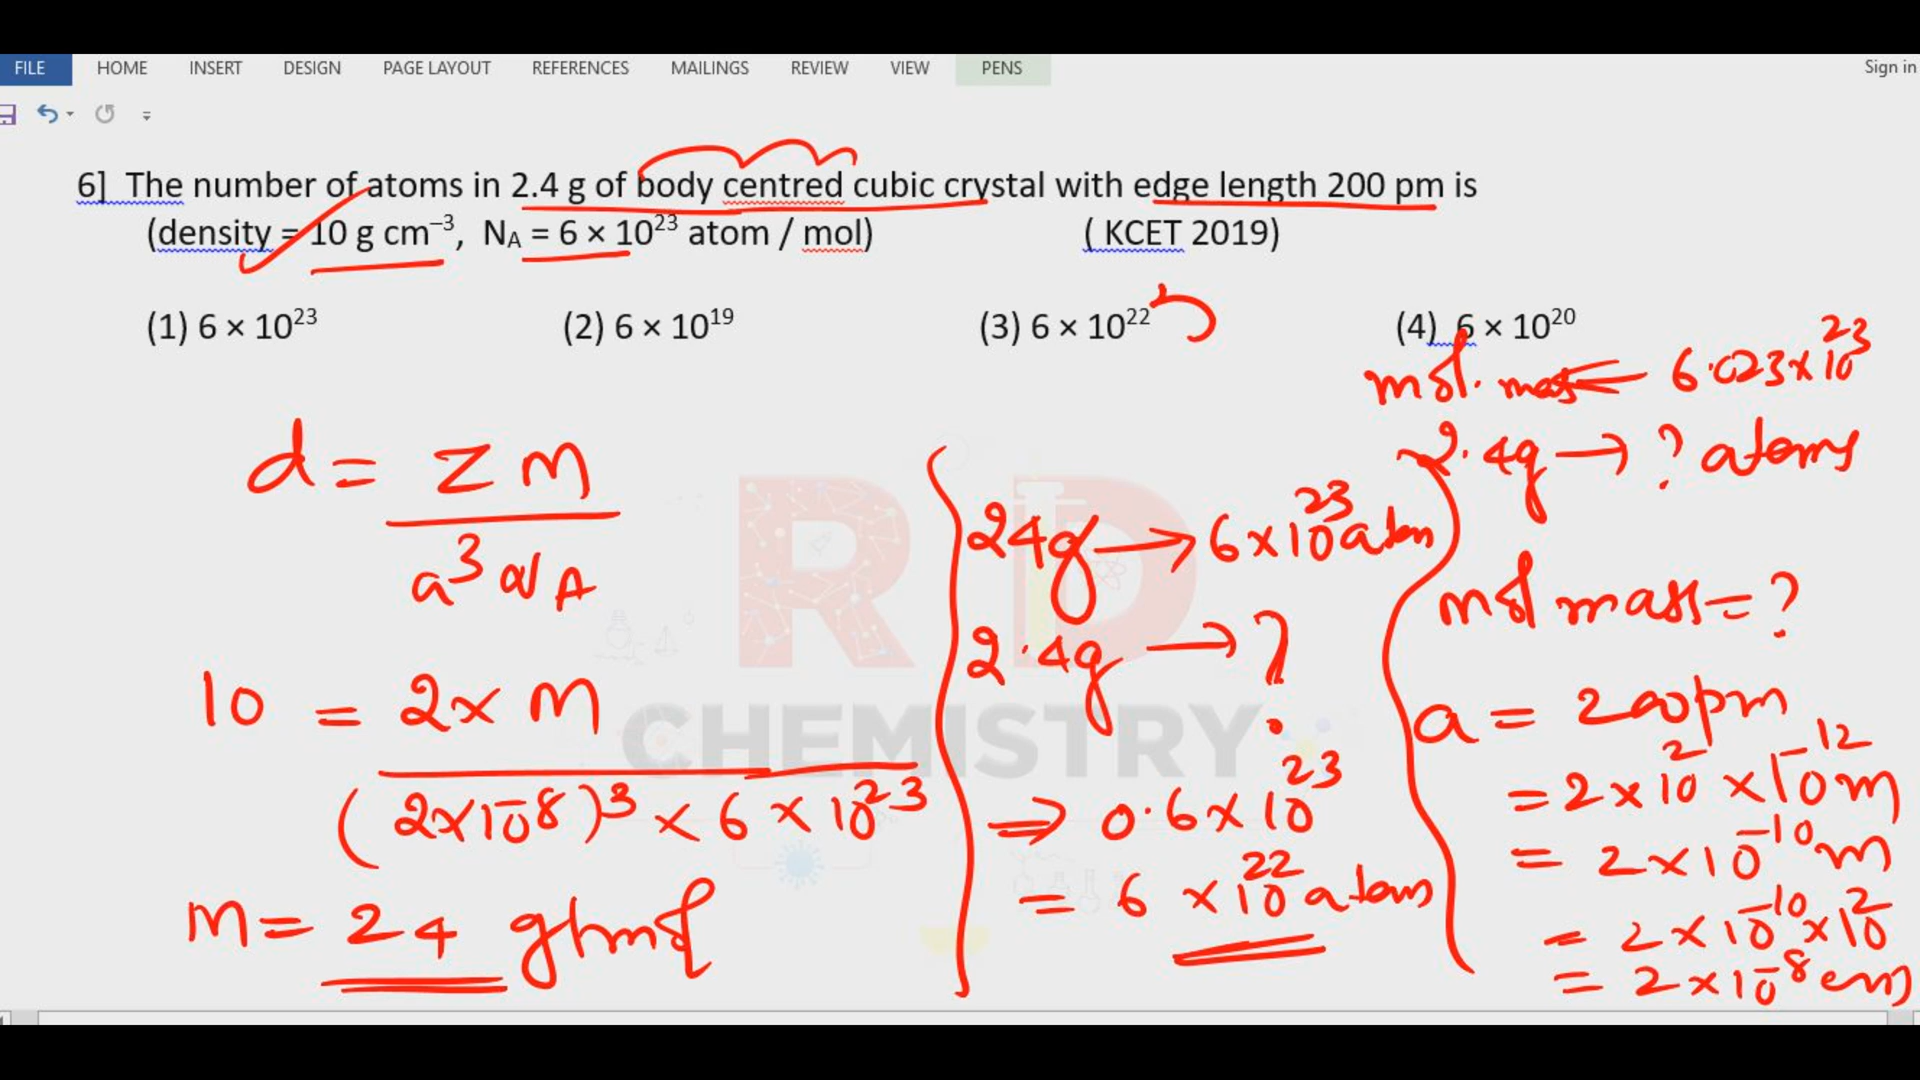 FILE HOME INSERT DESIGN PAGE LAYOUT REFERENCES MAILINGS REVIEW VIEW PENS Sign in
6] The number of atoms in 2.4 g of body centred cubic crystal with edge length 200 pm is
(density = 10 g cm⁻³, N_A = 6 × 10²³ atom / mol) ( KCET 2019)
(1) 6 × 10²³ (2) 6 × 10¹⁹ (3) 6 × 10²² (4) 6 × 10²⁰
mol. mass ← 6.023 × 10²³
2.4g → ? atoms
d = Z M
a³ N_A
10 = 2 × M
(2×10⁻⁸)³ × 6 × 10²³
M = 24 g/mol
24g → 6 × 10²³ atom
2.4g → ?
⇒ 0.6 × 10²³
= 6 × 10²² atoms
mol mass = ?
a = 200pm
= 2 × 10² × 10⁻¹² m
= 2 × 10⁻¹⁰ m
= 2 × 10⁻¹⁰ × 10²
= 2 × 10⁻⁸ cm
RD
CHEMISTRY